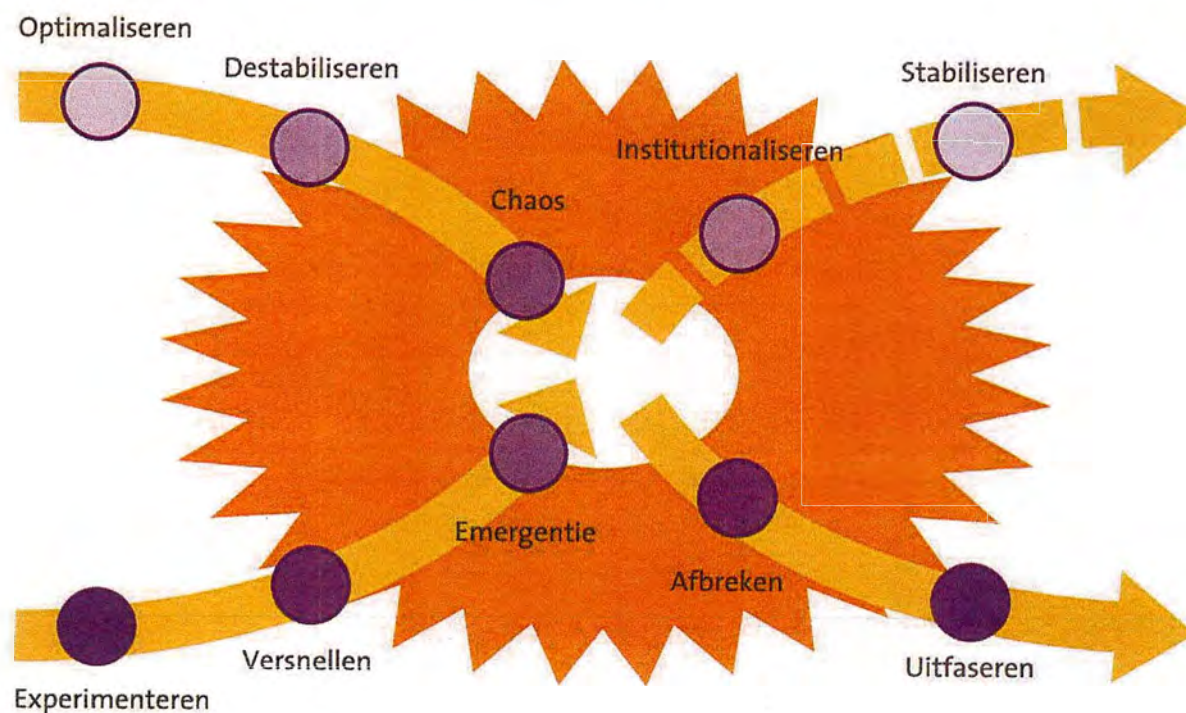 Optimaliseren
Destabiliseren
Stabiliseren
Institutionaliseren
Chaos
Emergentie
Afbreken
Versnellen
Uitfaseren
Experimenteren